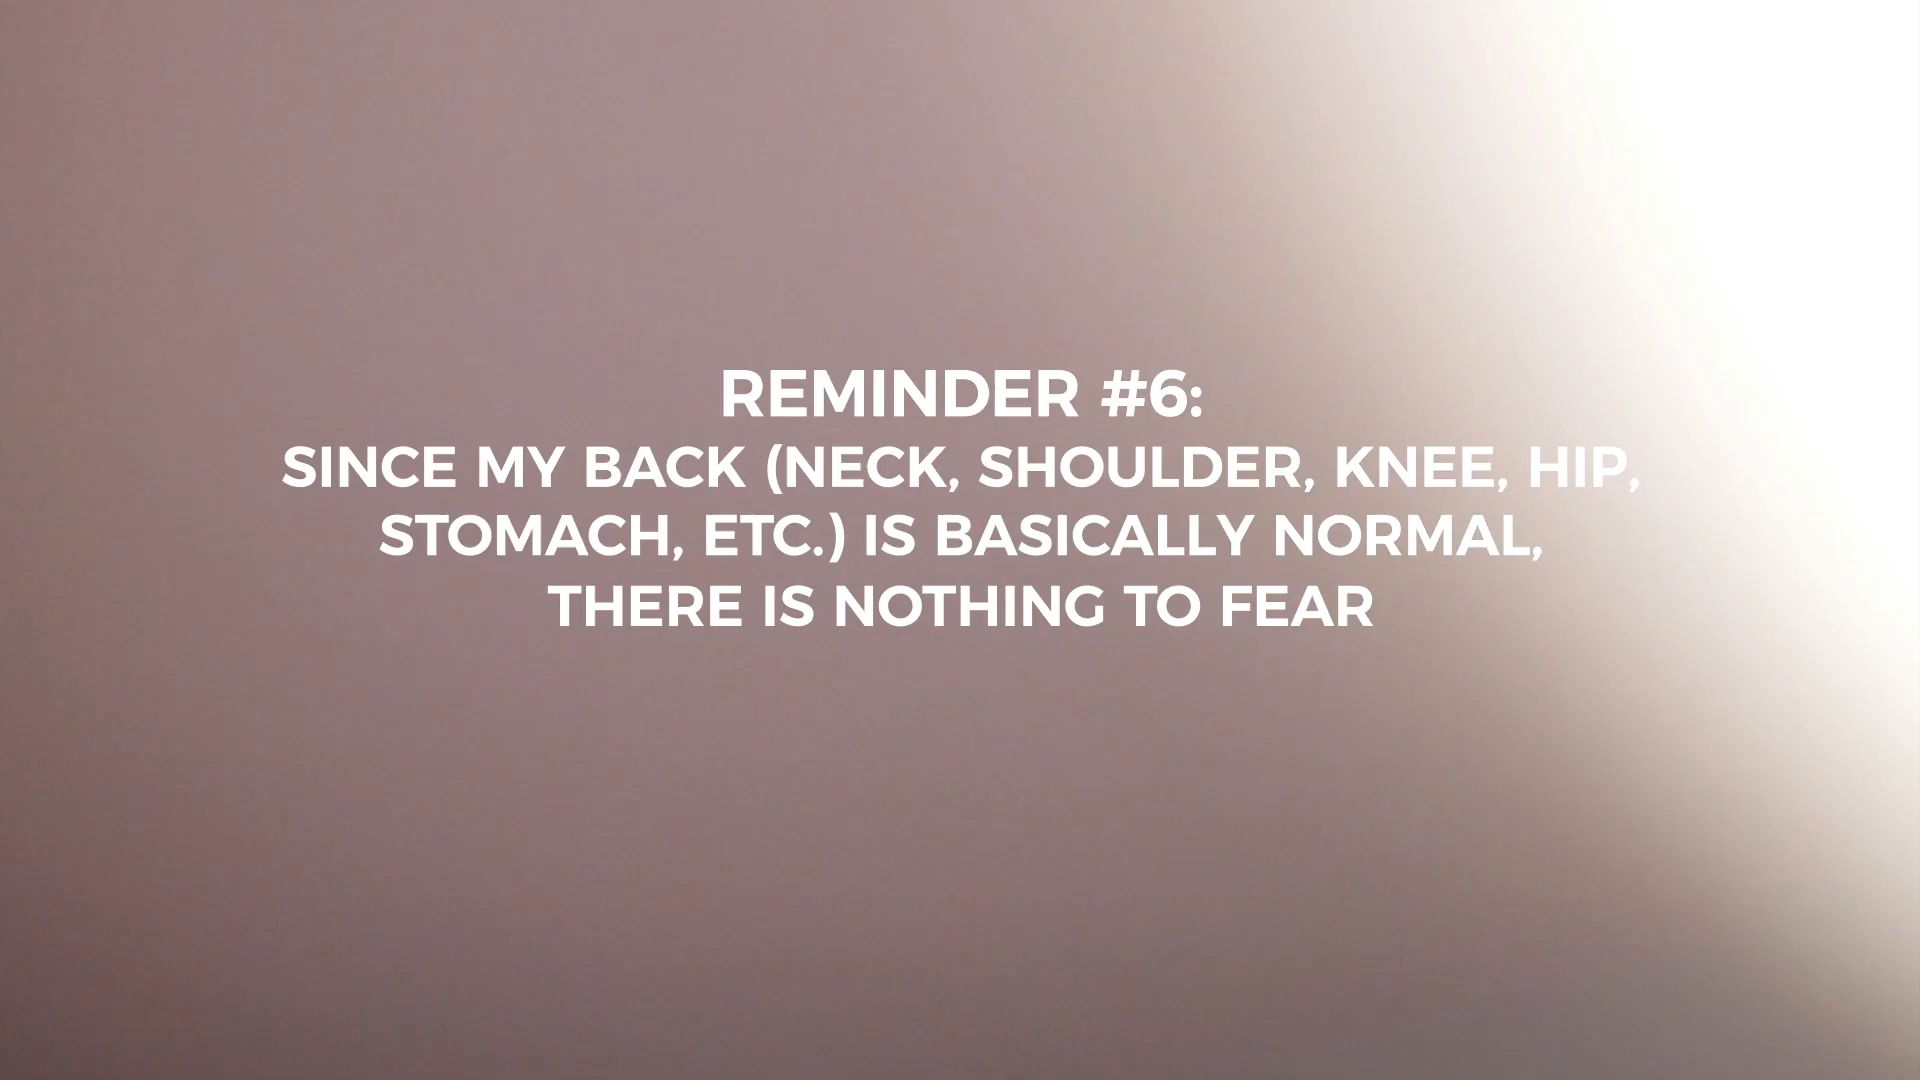 REMINDER #6:
SINCE MY BACK (NECK, SHOULDER, KNEE, HIP,
STOMACH, ETC.) IS BASICALLY NORMAL,
THERE IS NOTHING TO FEAR